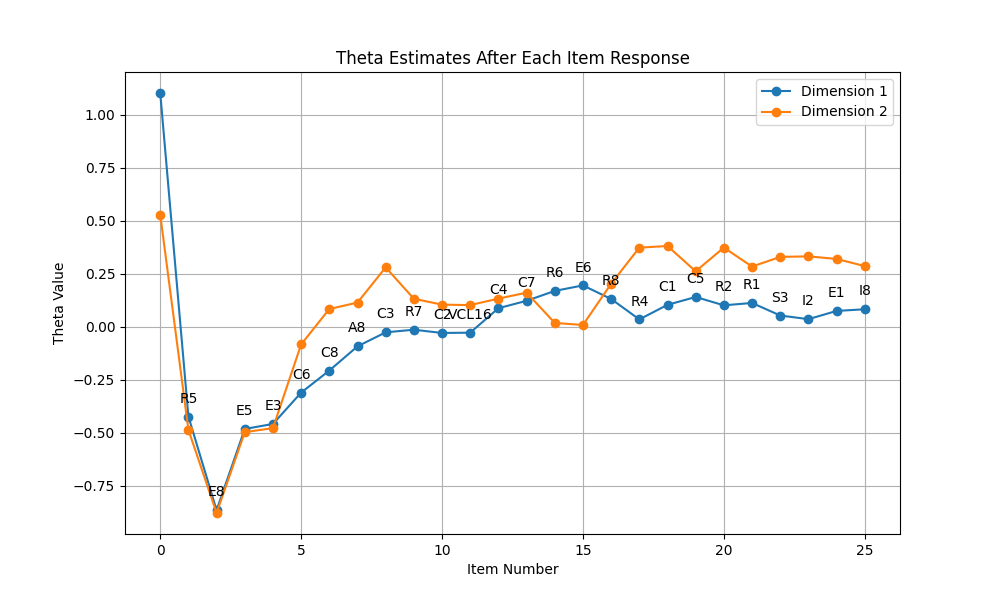 Theta Estimates After Each Item Response
Dimension 1
Dimension 2
Theta Value
1.00
0.75
0.50
0.25
0.00
−0.25
−0.50
−0.75
R5
E8
E5
E3
C6
C8
A8
C3
R7
C2
VCL16
C4
C7
R6
E6
R8
R4
C1
C5
R2
R1
S3
I2
E1
I8
0
5
10
15
20
25
Item Number